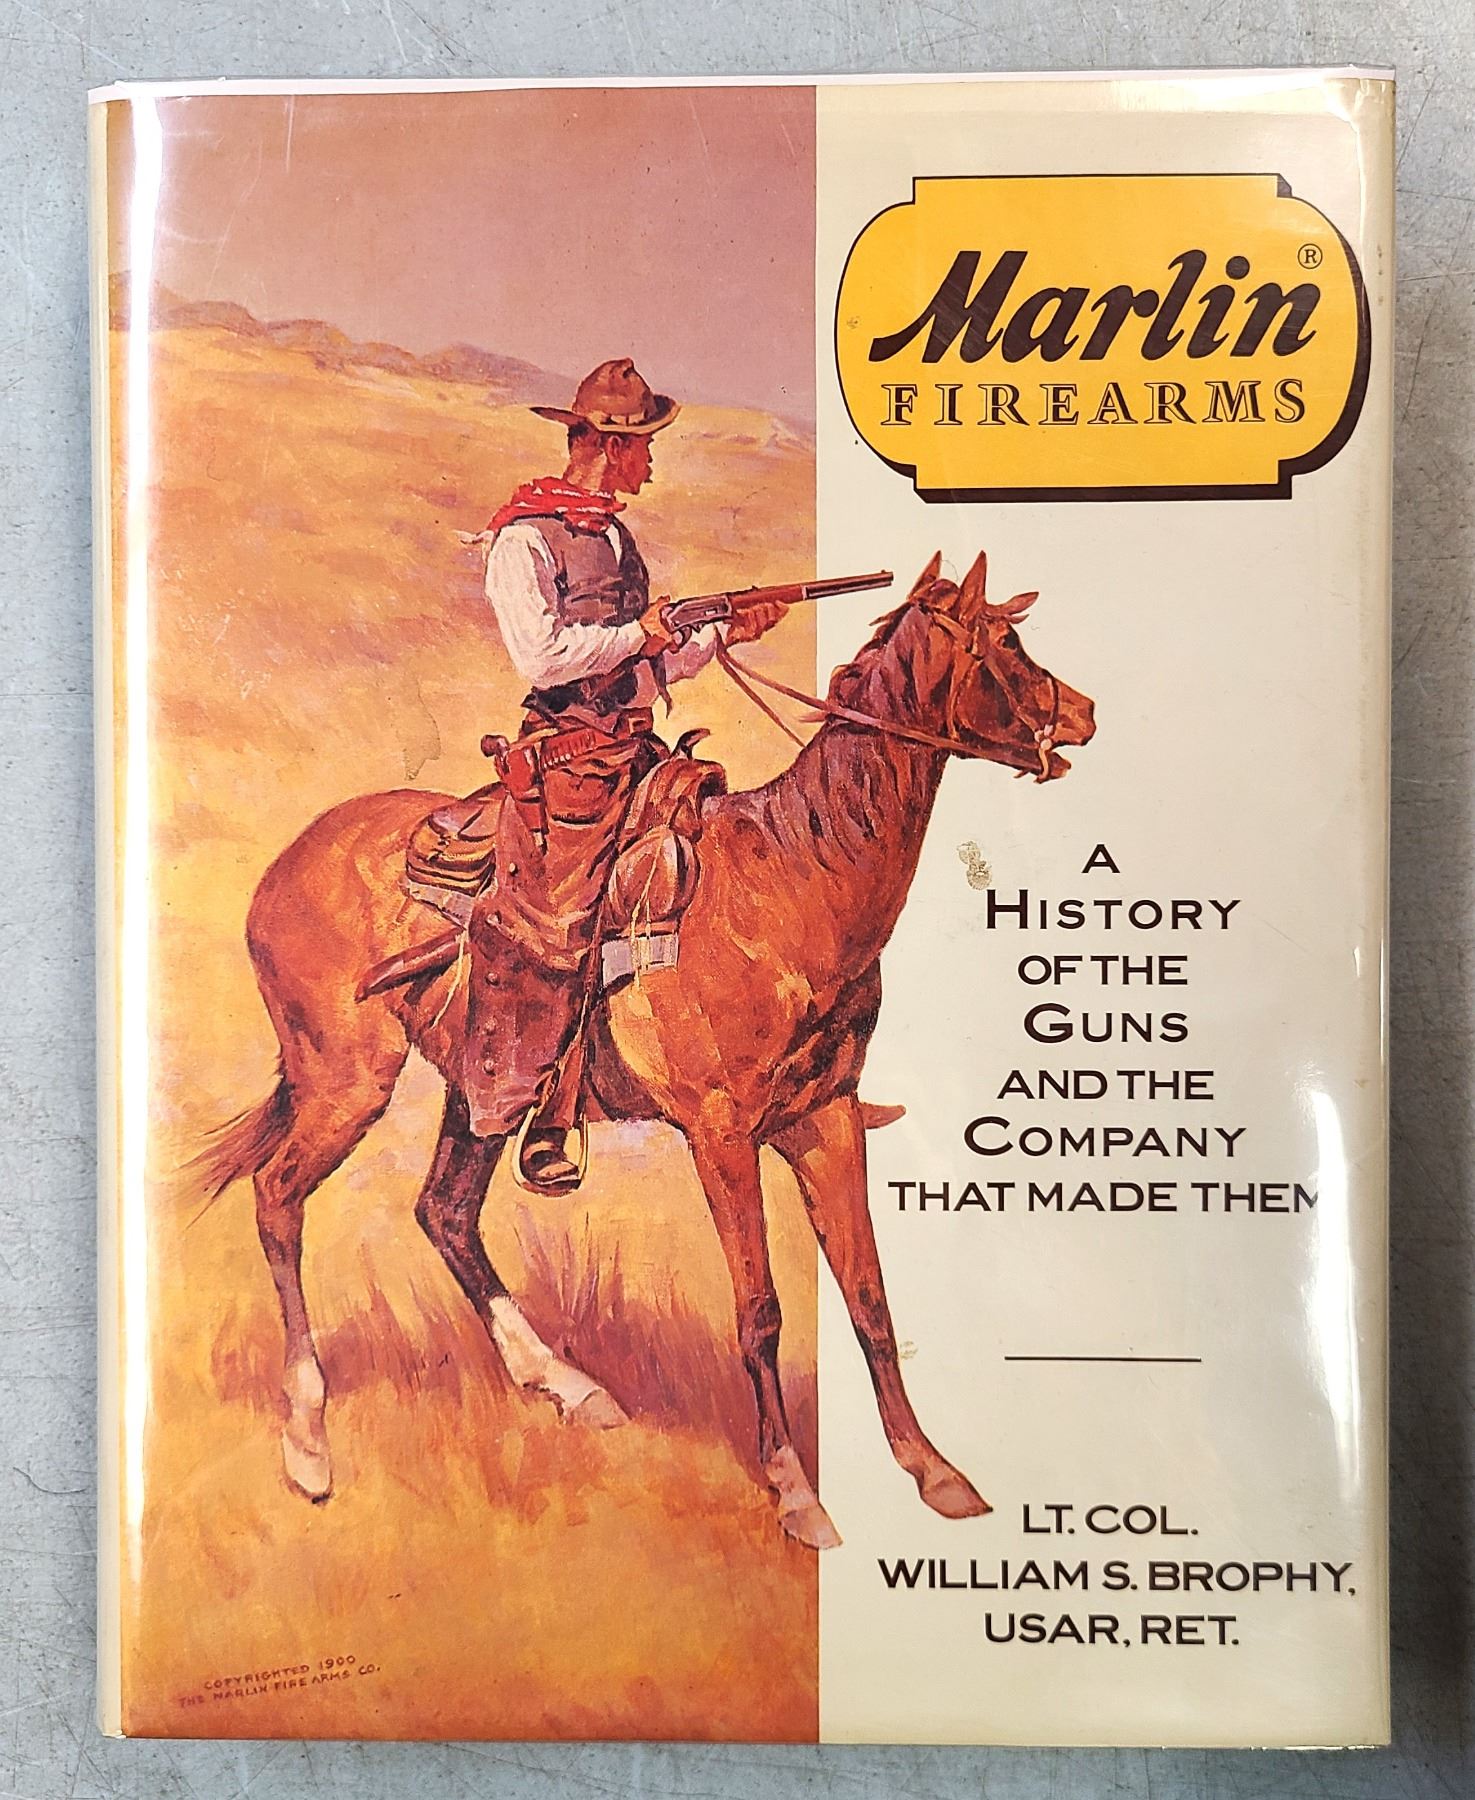 Marlin®
FIREARMS
A
HISTORY
OF THE
GUNS
AND THE
COMPANY
THAT MADE THEM
LT. COL.
WILLIAM S. BROPHY,
USAR, RET.
COPYRIGHTED 1900
THE MARLIN FIRE ARMS CO.